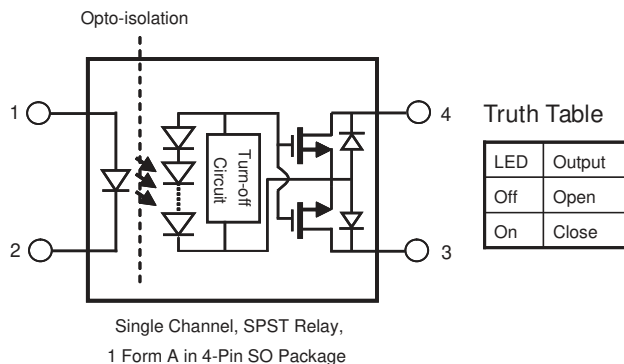 Opto-isolation
1
2
Turn-off
Circuit
4
3
Truth Table
LED Output
Off Open
On Close
Single Channel, SPST Relay,
1 Form A in 4-Pin SO Package